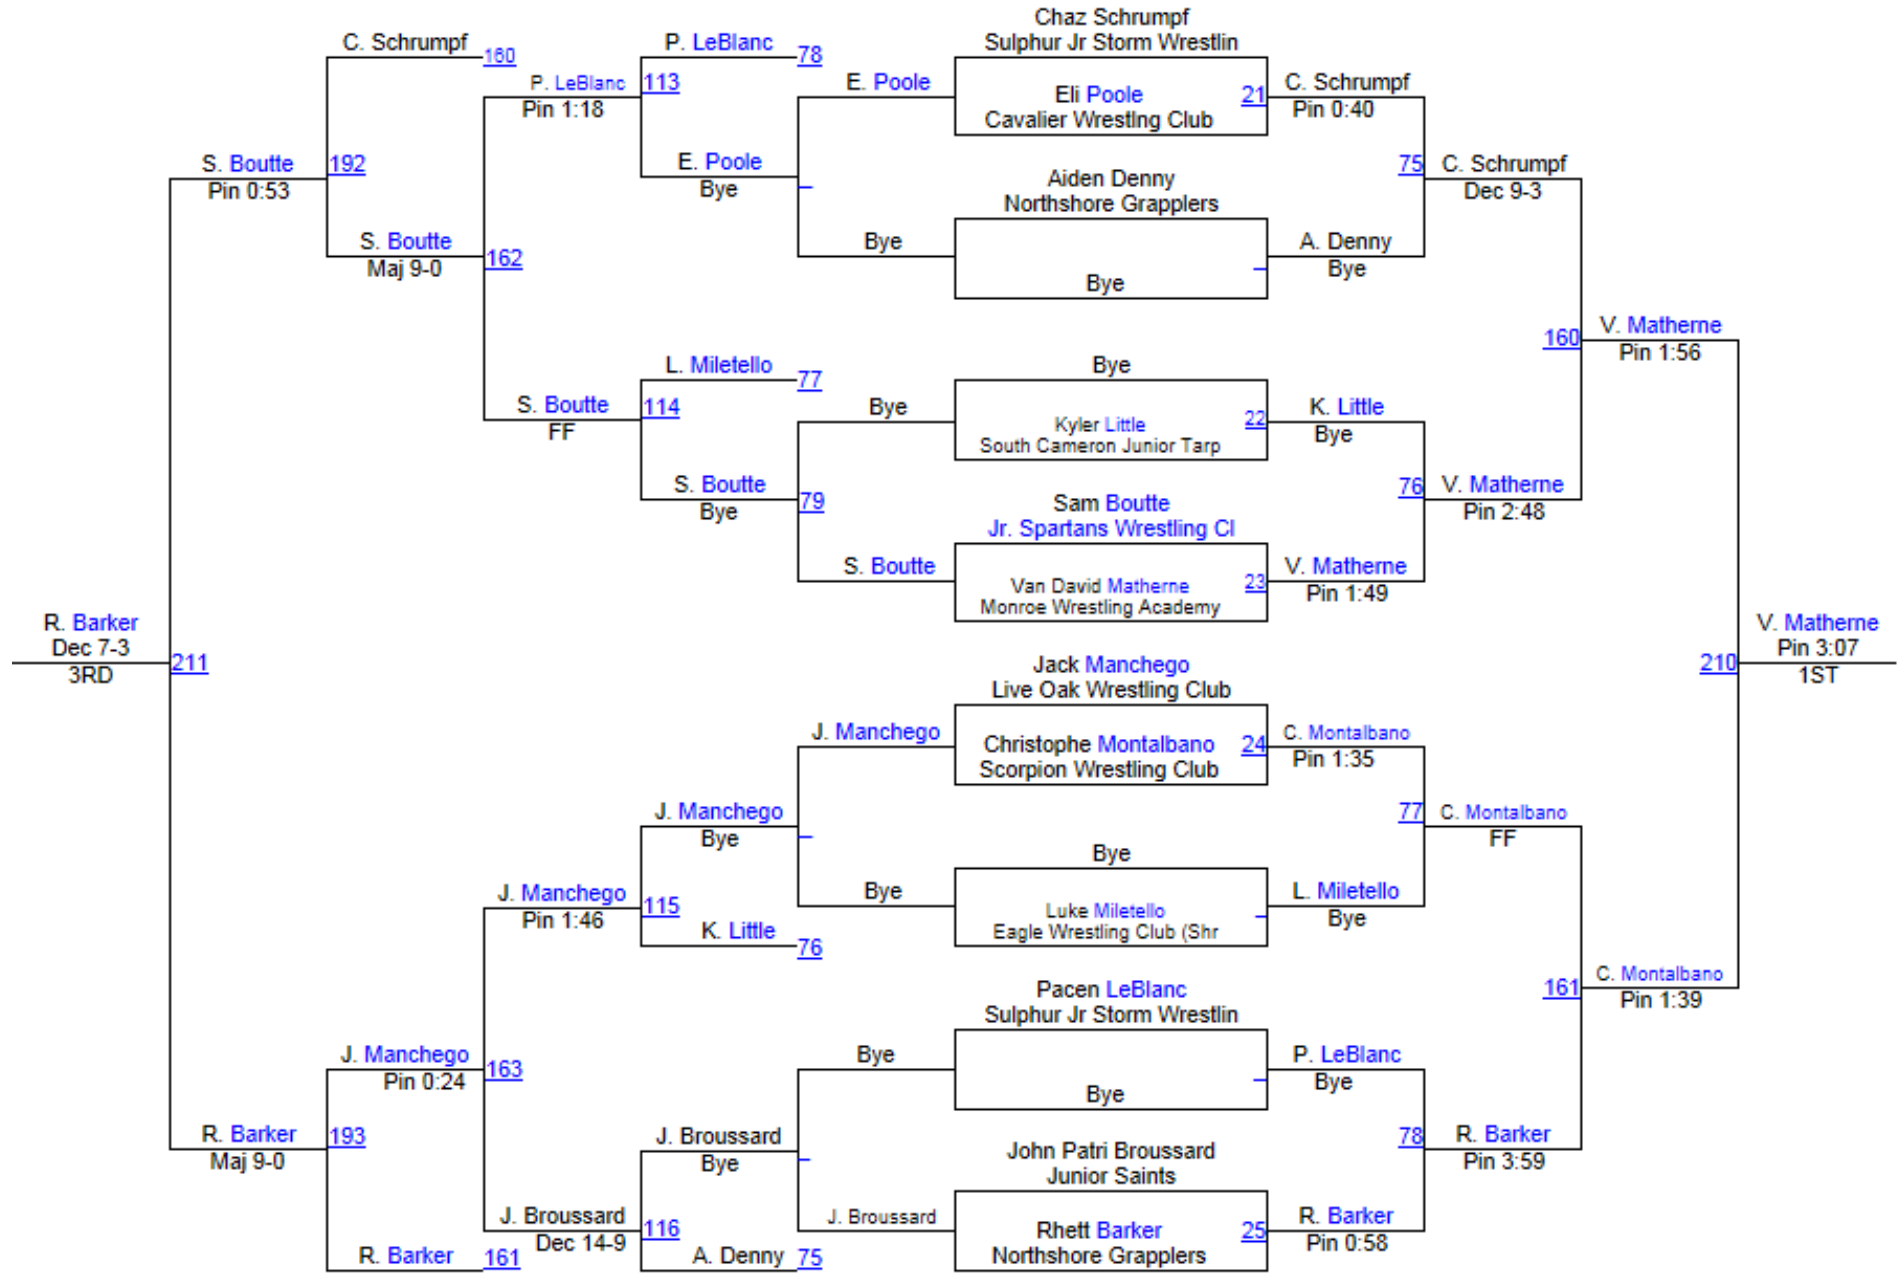 Chaz Schrumpf
C. Schrumpf
P. LeBlanc
Sulphur Jr Storm Wrestlin
160
78
P. LeBlanc
113
E. Poole
Eli Poole
21
C. Schrumpf
Pin 1:18
Cavalier Wrestlng Club
Pin 0:40
S. Boutte
192
E. Poole
Aiden Denny
75
C. Schrumpf
Pin 0:53
Bye
Northshore Grapplers
Dec 9-3
S. Boutte
Bye
A. Denny
Maj 9-0
162
Bye
Bye
V. Matherne
160
Pin 1:56
L. Miletello
77
Bye
S. Boutte
114
Bye
Kyler Little
22
K. Little
FF
South Cameron Junior Tarp
Bye
S. Boutte
79
Sam Boutte
76
V. Matherne
Bye
Jr. Spartans Wrestling Cl
Pin 2:48
S. Boutte
Van David Matherne
23
V. Matherne
Monroe Wrestling Academy
Pin 1:49
R. Barker
V. Matherne
Dec 7-3
Pin 3:07
3RD
211
Jack Manchego
210
1ST
Live Oak Wrestling Club
J. Manchego
Christophe Montalbano
24
C. Montalbano
Scorpion Wrestling Club
Pin 1:35
J. Manchego
77
C. Montalbano
Bye
FF
Bye
J. Manchego
115
Bye
Luke Miletello
L. Miletello
Pin 1:46
Eagle Wrestling Club (Shr
Bye
K. Little
76
C. Montalbano
161
Pin 1:39
Pacen LeBlanc
Sulphur Jr Storm Wrestlin
J. Manchego
163
Bye
P. LeBlanc
Pin 0:24
Bye
Bye
R. Barker
193
J. Broussard
78
R. Barker
Maj 9-0
Bye
John Patri Broussard
Pin 3:59
Junior Saints
J. Broussard
116
J. Broussard
Rhett Barker
25
R. Barker
Dec 14-9
Northshore Grapplers
Pin 0:58
R. Barker
161
A. Denny
75